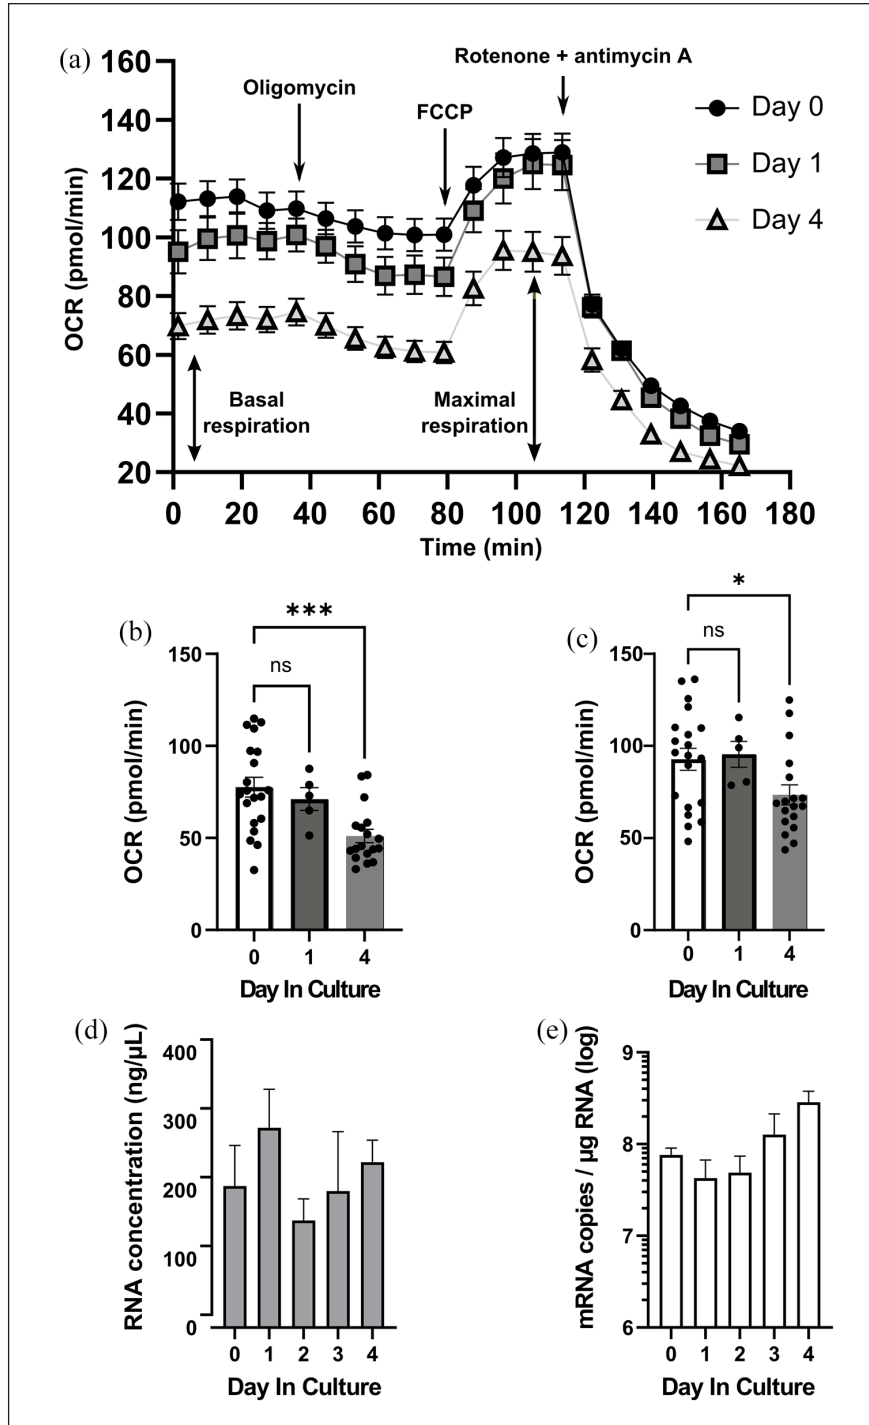 (a)
OCR (pmol/min)
160
140
120
100
80
60
40
20
Oligomycin
FCCP
Rotenone + antimycin A
Day 0
Day 1
Day 4
Basal
respiration
Maximal
respiration
0 20 40 60 80 100 120 140 160 180
Time (min)
(b)
OCR (pmol/min)
150
100
50
0
***
ns
0 1 4
Day In Culture
(c)
OCR (pmol/min)
150
100
50
0
*
ns
0 1 4
Day In Culture
(d)
RNA concentration (ng/µL)
400
300
200
100
0
0 1 2 3 4
Day In Culture
(e)
mRNA copies / µg RNA (log)
9
8
7
6
0 1 2 3 4
Day In Culture